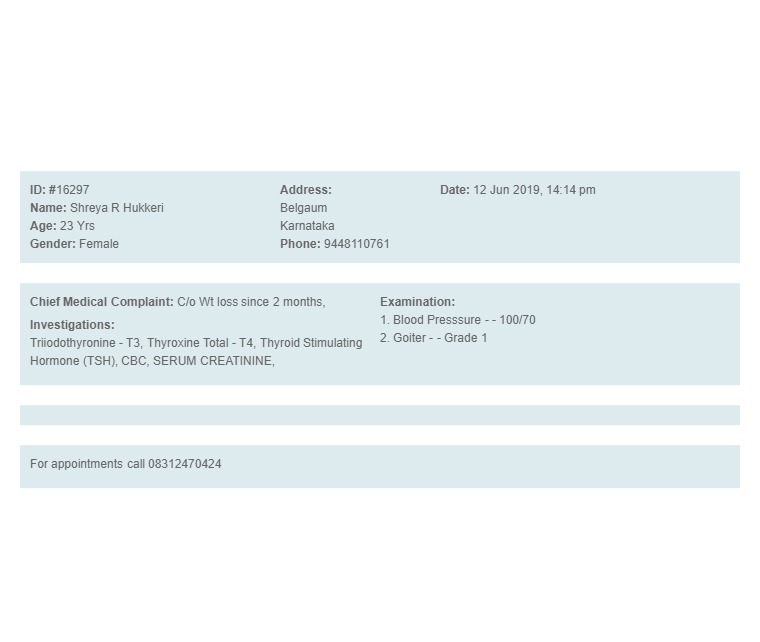 ID: #16297
Name: Shreya R Hukkeri
Age: 23 Yrs
Gender: Female
Address:
Belgaum
Karnataka
Phone: 9448110761
Date: 12 Jun 2019, 14:14 pm
Chief Medical Complaint: C/o Wt loss since 2 months,
Investigations:
Triiodothyronine - T3, Thyroxine Total - T4, Thyroid Stimulating
Hormone (TSH), CBC, SERUM CREATININE,
Examination:
1. Blood Presssure - - 100/70
2. Goiter - - Grade 1
For appointments call 08312470424